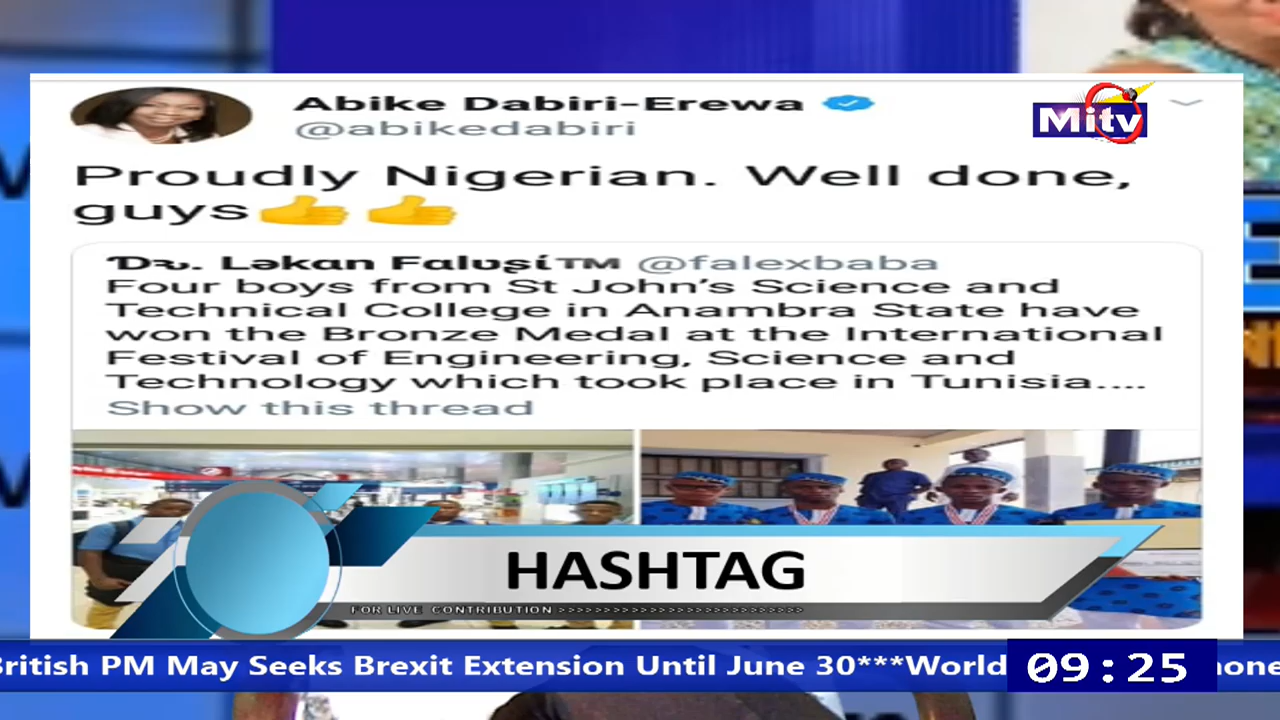 Abike Dabiri-Erewa
@abikedabiri
Mitv
Proudly Nigerian. Well done,
guys👍 👍
Ɗꭆ. Lәkɑn Fɑlʋʂί™ @falexbaba
Four boys from St John's Science and
Technical College in Anambra State have
won the Bronze Medal at the International
Festival of Engineering, Science and
Technology which took place in Tunisia....
Show this thread
HASHTAG
FOR LIVE CONTRIBUTION >>>>>>>>>>>>>>>>>>>>>>>>>>>>>>>>>>
British PM May Seeks Brexit Extension Until June 30***World
09:25